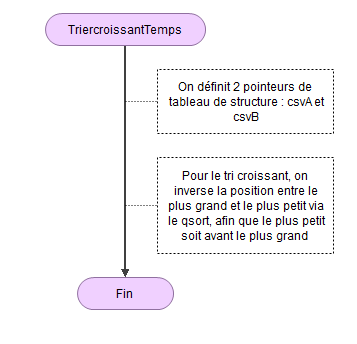 TriercroissantTemps
On définit 2 pointeurs de
tableau de structure : csvA et
csvB
Pour le tri croissant, on
inverse la position entre le
plus grand et le plus petit via
le qsort, afin que le plus petit
soit avant le plus grand
Fin